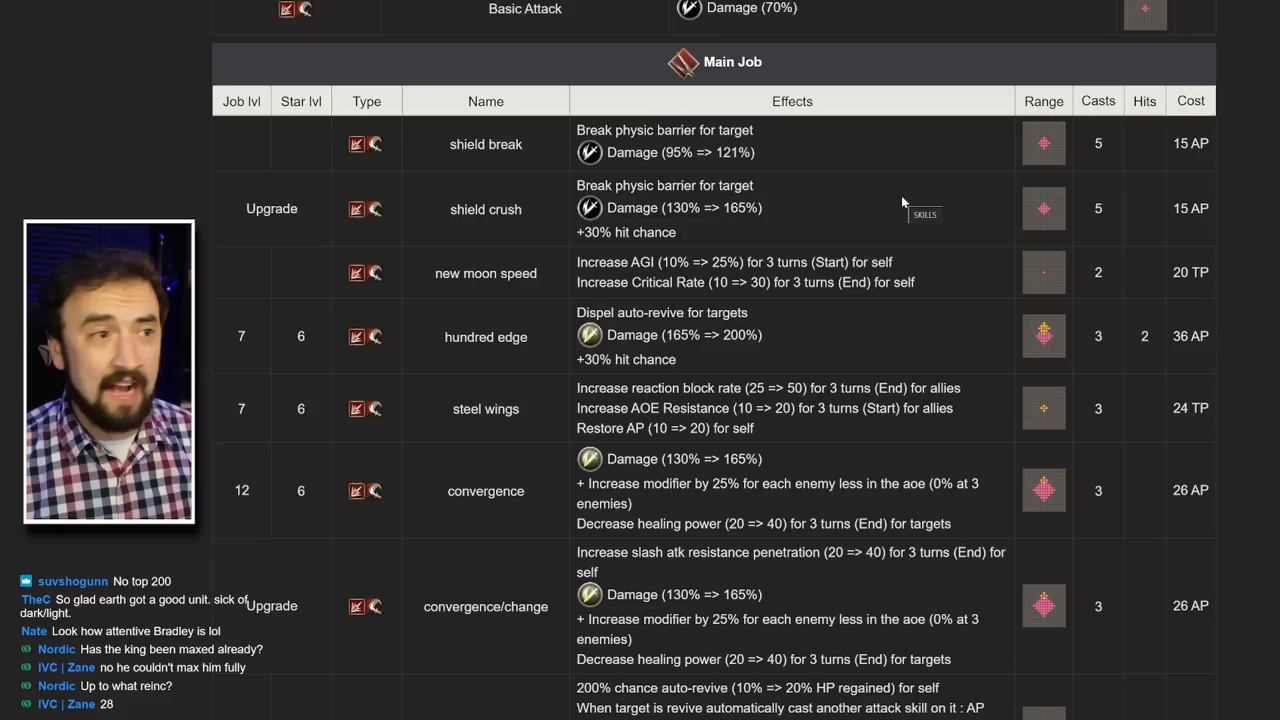 Basic Attack
Damage (70%)
Main Job
Job lvl Star lvl Type Name Effects Range Casts Hits Cost
Break physic barrier for target
shield break
Damage (95% => 121%)
5 15 AP
Break physic barrier for target
Upgrade shield crush
Damage (130% => 165%)
5 15 AP
+30% hit chance
SKILLS
Increase AGI (10% => 25%) for 3 turns (Start) for self
new moon speed
Increase Critical Rate (10 => 30) for 3 turns (End) for self
2 20 TP
Dispel auto-revive for targets
7 6 hundred edge
Damage (165% => 200%)
3 2 36 AP
+30% hit chance
Increase reaction block rate (25 => 50) for 3 turns (End) for allies
7 6 steel wings
Increase AOE Resistance (10 => 20) for 3 turns (Start) for allies
3 24 TP
Restore AP (10 => 20) for self
Damage (130% => 165%)
12 6 convergence
+ Increase modifier by 25% for each enemy less in the aoe (0% at 3
enemies)
3 26 AP
Decrease healing power (20 => 40) for 3 turns (End) for targets
Increase slash atk resistance penetration (20 => 40) for 3 turns (End) for
self
Upgrade convergence/change
Damage (130% => 165%)
3 26 AP
+ Increase modifier by 25% for each enemy less in the aoe (0% at 3
enemies)
Decrease healing power (20 => 40) for 3 turns (End) for targets
200% chance auto-revive (10% => 20% HP regained) for self
When target is revive automatically cast another attack skill on it : AP
suvshogunn No top 200
TheC So glad earth got a good unit. sick of
dark/light.
Nate Look how attentive Bradley is lol
Nordic Has the king been maxed already?
IVC | Zane no he couldn't max him fully
Nordic Up to what reinc?
IVC | Zane 28